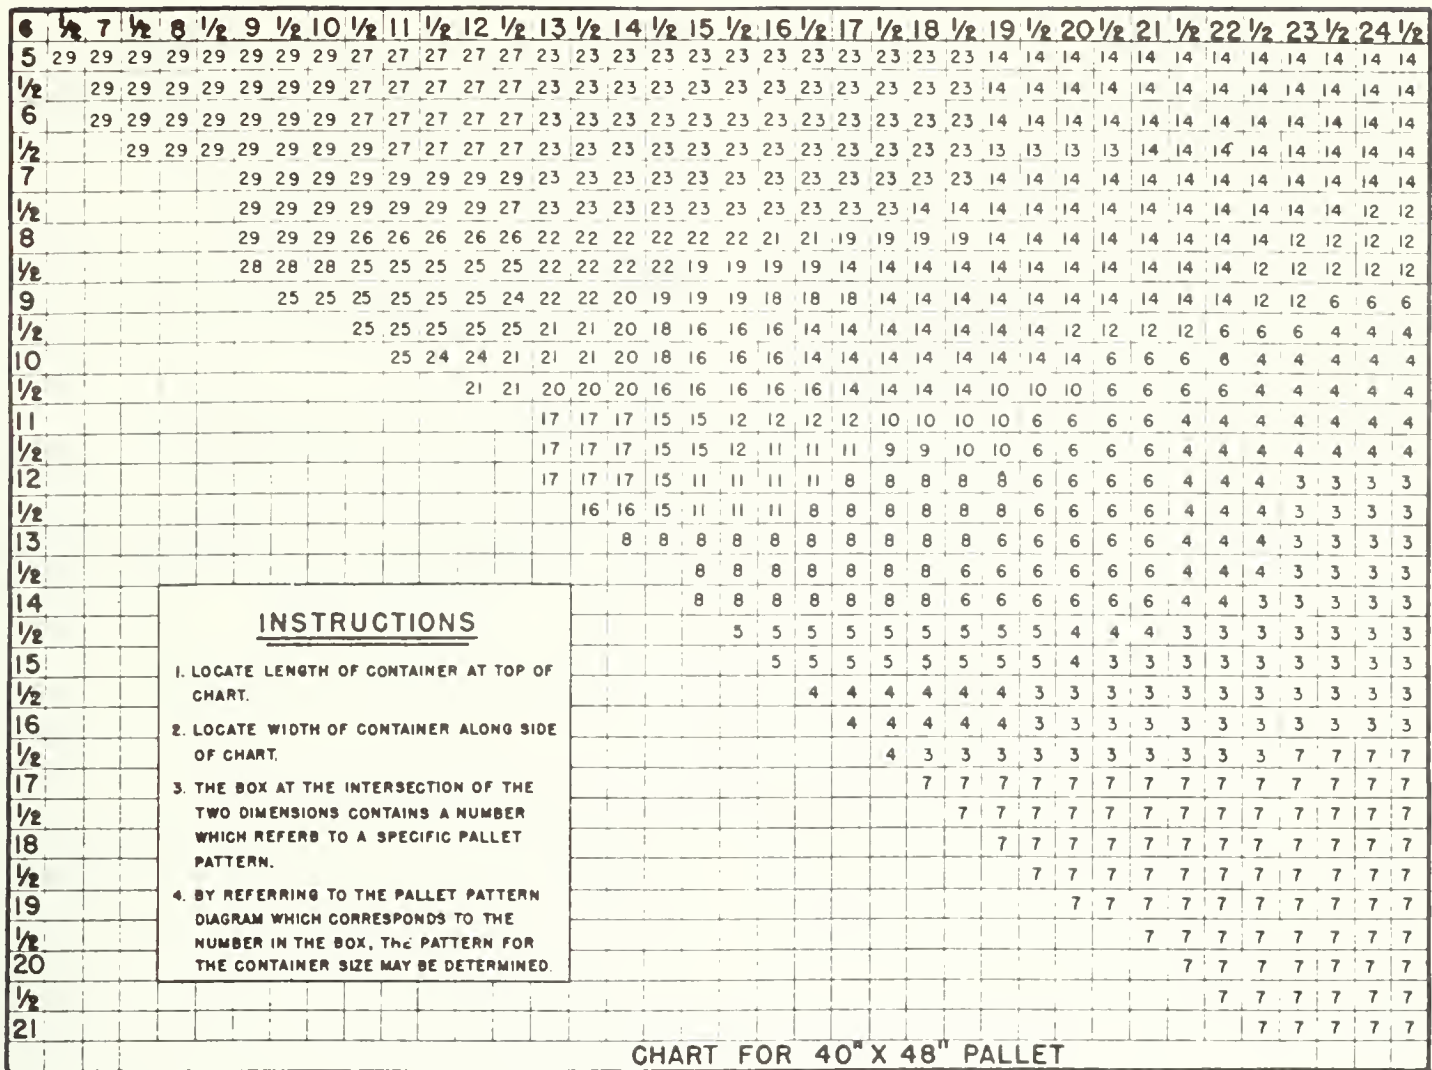 6 ½ 7 ½ 8 ½ 9 ½ 10 ½ 11 ½ 12 ½ 13 ½ 14 ½ 15 ½ 16 ½ 17 ½ 18 ½ 19 ½ 20 ½ 21 ½ 22 ½ 23 ½ 24 ½
5 29 29 29 29 29 29 29 29 27 27 27 27 27 23 23 23 23 23 23 23 23 23 23 23 23 14 14 14 14 14 14 14 14 14 14 14 14
½ 29 29 29 29 29 29 29 27 27 27 27 27 23 23 23 23 23 23 23 23 23 23 23 23 14 14 14 14 14 14 14 14 14 14 14 14
6 29 29 29 29 29 29 29 27 27 27 27 27 23 23 23 23 23 23 23 23 23 23 23 23 14 14 14 14 14 14 14 14 14 14 14 14
½ 29 29 29 29 29 29 29 27 27 27 27 23 23 23 23 23 23 23 23 23 23 23 23 13 13 13 13 14 14 14 14 14 14 14 14
7 29 29 29 29 29 29 29 29 23 23 23 23 23 23 23 23 23 23 23 23 14 14 14 14 14 14 14 14 14 14 14 14
½ 29 29 29 29 29 29 29 27 23 23 23 23 23 23 23 23 23 23 14 14 14 14 14 14 14 14 14 14 14 14 12 12
8 29 29 29 26 26 26 26 26 22 22 22 22 22 22 21 21 19 19 19 19 14 14 14 14 14 14 14 14 12 12 12 12
½ 28 28 28 25 25 25 25 25 22 22 22 22 19 19 19 19 14 14 14 14 14 14 14 14 14 14 14 12 12 12 12 12
9 25 25 25 25 25 25 24 22 22 20 19 19 19 18 18 18 14 14 14 14 14 14 14 14 14 14 12 12 6 6 6
½ 25 25 25 25 25 21 21 20 18 16 16 16 14 14 14 14 14 14 14 12 12 12 12 6 6 6 4 4 4
10 25 24 24 21 21 21 20 18 16 16 16 14 14 14 14 14 14 14 14 6 6 6 6 4 4 4 4 4
½ 21 21 20 20 20 16 16 16 16 16 14 14 14 14 10 10 10 6 6 6 6 4 4 4 4 4
11 17 17 17 15 15 12 12 12 12 10 10 10 10 6 6 6 6 4 4 4 4 4 4 4
½ 17 17 17 15 15 12 11 11 11 9 9 10 10 6 6 6 6 4 4 4 4 4 4 4
12 17 17 17 15 11 11 11 11 8 8 8 8 8 6 6 6 6 4 4 4 3 3 3 3
½ 16 16 15 11 11 11 8 8 8 8 8 8 6 6 6 6 4 4 4 3 3 3 3
13 8 8 8 8 8 8 8 8 8 8 6 6 6 6 6 4 4 4 3 3 3 3
½ 8 8 8 8 8 8 8 6 6 6 6 6 6 4 4 4 3 3 3 3
14 8 8 8 8 8 8 8 6 6 6 6 6 6 4 4 3 3 3 3 3
½ 5 5 5 5 5 5 5 5 5 4 4 4 3 3 3 3 3 3 3
15 5 5 5 5 5 5 5 5 4 3 3 3 3 3 3 3 3 3
½ 4 4 4 4 4 4 3 3 3 3 3 3 3 3 3 3 3
16 4 4 4 4 4 3 3 3 3 3 3 3 3 3 3 3
½ 4 3 3 3 3 3 3 3 3 3 3 7 7 7 7
17 7 7 7 7 7 7 7 7 7 7 7 7 7 7
½ 7 7 7 7 7 7 7 7 7 7 7 7 7
18 7 7 7 7 7 7 7 7 7 7 7 7
½ 7 7 7 7 7 7 7 7 7 7 7
19 7 7 7 7 7 7 7 7 7 7
½ 7 7 7 7 7 7 7 7
20 7 7 7 7 7 7 7
½ 7 7 7 7 7 7
21 7 7 7 7 7
INSTRUCTIONS
1. LOCATE LENGTH OF CONTAINER AT TOP OF
CHART.
2. LOCATE WIDTH OF CONTAINER ALONG SIDE
OF CHART.
3. THE BOX AT THE INTERSECTION OF THE
TWO DIMENSIONS CONTAINS A NUMBER
WHICH REFERS TO A SPECIFIC PALLET
PATTERN.
4. BY REFERRING TO THE PALLET PATTERN
DIAGRAM WHICH CORRESPONDS TO THE
NUMBER IN THE BOX, THE PATTERN FOR
THE CONTAINER SIZE MAY BE DETERMINED.
CHART FOR 40" X 48" PALLET